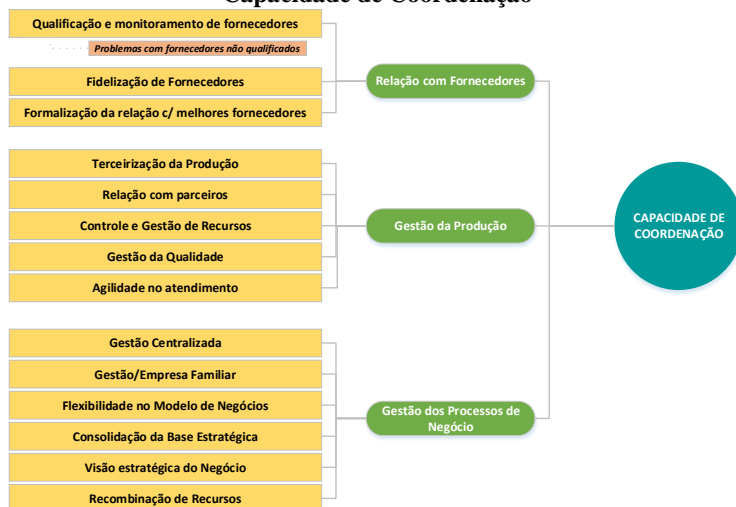 Capacidade de Coordenação
Qualificação e monitoramento de fornecedores
Problemas com fornecedores não qualificados
Fidelização de Fornecedores
Formalização da relação c/ melhores fornecedores
Relação com Fornecedores
Terceirização da Produção
Relação com parceiros
Controle e Gestão de Recursos
Gestão da Qualidade
Agilidade no atendimento
Gestão da Produção
Gestão Centralizada
Gestão/Empresa Familiar
Flexibilidade no Modelo de Negócios
Consolidação da Base Estratégica
Visão estratégica do Negócio
Recombinação de Recursos
Gestão dos Processos de
Negócio
CAPACIDADE DE
COORDENAÇÃO